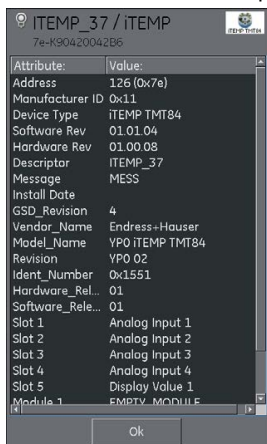 ITEMP_37 / iTEMP
7e-K90420042B6
iTEMP TMT84
Attribute: Value:
Address 126 (0x7e)
Manufacturer ID 0x11
Device Type iTEMP TMT84
Software Rev 01.01.04
Hardware Rev 01.00.08
Descriptor ITEMP_37
Message MESS
Install Date
GSD_Revision 4
Vendor_Name Endress+Hauser
Model_Name YP0 iTEMP TMT84
Revision YP0 02
Ident_Number 0x1551
Hardware_Rel... 01
Software_Rele... 01
Slot 1 Analog Input 1
Slot 2 Analog Input 2
Slot 3 Analog Input 3
Slot 4 Analog Input 4
Slot 5 Display Value 1
Module 1 EMPTY_MODULE
Ok